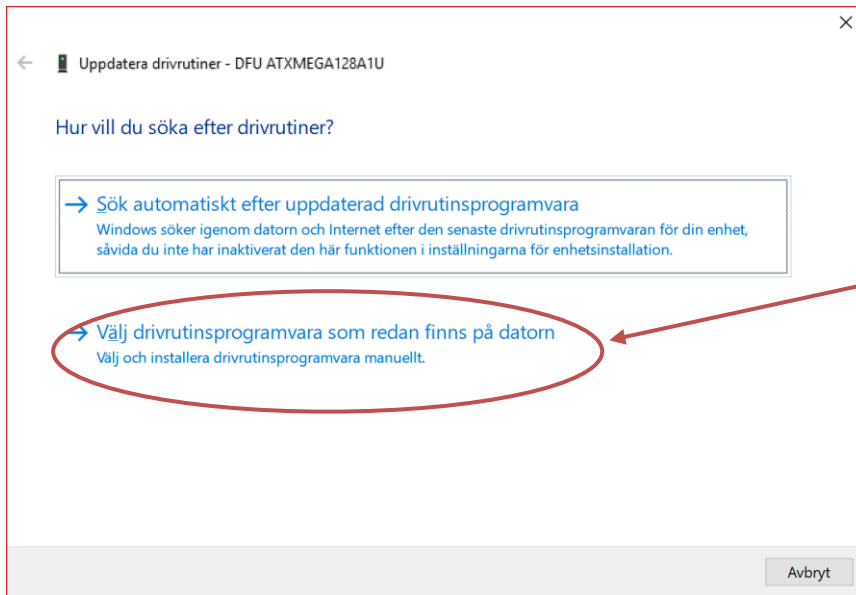 Uppdatera drivrutiner - DFU ATXMEGA128A1U
Hur vill du söka efter drivrutiner?
Sök automatiskt efter uppdaterad drivrutinsprogramvara
Windows söker igenom datorn och Internet efter den senaste drivrutinsprogramvaran för din enhet,
såvida du inte har inaktiverat den här funktionen i inställningarna för enhetsinstallation.
Välj drivrutinsprogramvara som redan finns på datorn
Välj och installera drivrutinsprogramvara manuellt.
Avbryt